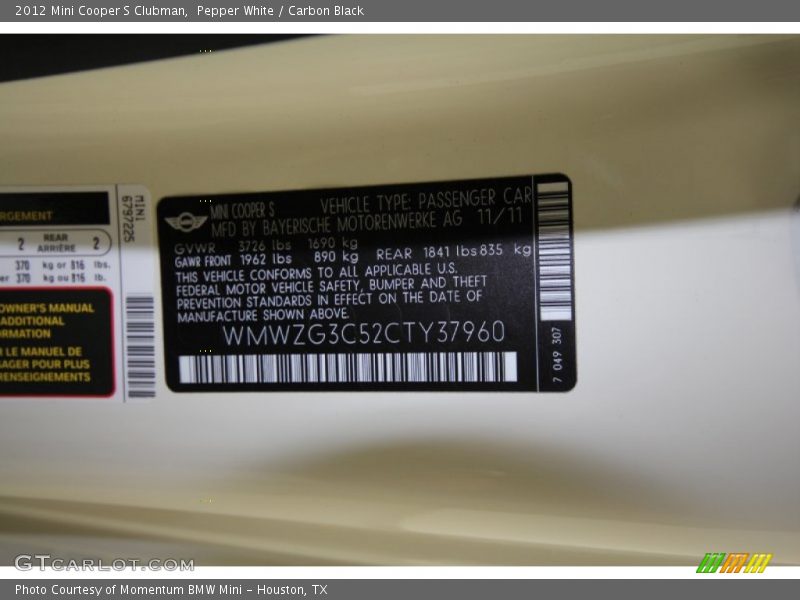 2012 Mini Cooper S Clubman,  Pepper White / Carbon Black
RGEMENT
2 REAR ARRIÈRE 2
370 kg or 816 lbs.
er 370 kg ou 816 lb.
OWNER'S MANUAL
ADDITIONAL
RMATION
R LE MANUEL DE
SAGER POUR PLUS
RENSEIGNEMENTS
MINI
6797225
MINI COOPER S VEHICLE TYPE: PASSENGER CAR
MFD BY BAYERISCHE MOTORENWERKE AG 11/11
GVWR 3726 lbs 1690 kg
GAWR FRONT 1962 lbs 890 kg REAR 1841 lbs 835 kg
THIS VEHICLE CONFORMS TO ALL APPLICABLE U.S.
FEDERAL MOTOR VEHICLE SAFETY, BUMPER AND THEFT
PREVENTION STANDARDS IN EFFECT ON THE DATE OF
MANUFACTURE SHOWN ABOVE.
WMWZG3C52CTY37960
7 049 307
GTCARLOT.COM
Photo Courtesy of Momentum BMW Mini - Houston, TX